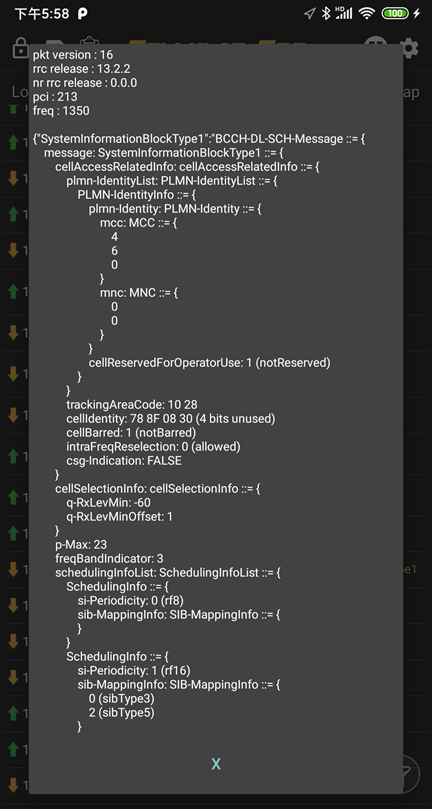 下午5:58
HD
100
pkt version : 16
rrc release : 13.2.2
nr rrc release : 0.0.0
pci : 213
freq : 1350
{"SystemInformationBlockType1":"BCCH-DL-SCH-Message ::= {
message: SystemInformationBlockType1 ::= {
cellAccessRelatedInfo: cellAccessRelatedInfo ::= {
plmn-IdentityList: PLMN-IdentityList ::= {
PLMN-IdentityInfo ::= {
plmn-Identity: PLMN-Identity ::= {
mcc: MCC ::= {
4
6
0
}
mnc: MNC ::= {
0
0
}
}
cellReservedForOperatorUse: 1 (notReserved)
}
}
trackingAreaCode: 10 28
cellIdentity: 78 8F 08 30 (4 bits unused)
cellBarred: 1 (notBarred)
intraFreqReselection: 0 (allowed)
csg-Indication: FALSE
}
cellSelectionInfo: cellSelectionInfo ::= {
q-RxLevMin: -60
q-RxLevMinOffset: 1
}
p-Max: 23
freqBandIndicator: 3
schedulingInfoList: SchedulingInfoList ::= {
SchedulingInfo ::= {
si-Periodicity: 0 (rf8)
sib-MappingInfo: SIB-MappingInfo ::= {
}
}
SchedulingInfo ::= {
si-Periodicity: 1 (rf16)
sib-MappingInfo: SIB-MappingInfo ::= {
0 (sibType3)
2 (sibType5)
}
X